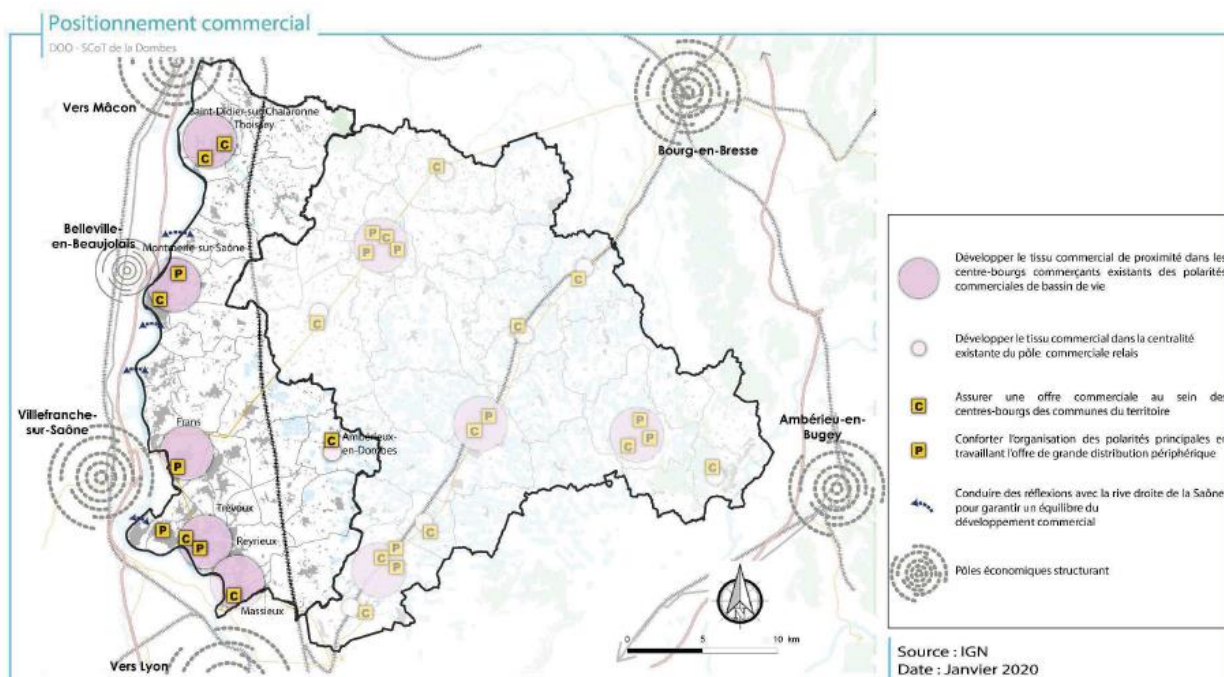 Positionnement commercial
DOO - SCoT de la Dombes
Vers Mâcon
Saint-Didier-sur-Chalaronne
Thoissey
Bourg-en-Bresse
Belleville-
en-Beaujolais
Montmerle-sur-Saône
Villefranche-
sur-Saône
Frans
Ambérieux-
en-Dombes
Ambérieu-en-
Bugey
Trévoux
Reyrieux
Massieux
Vers Lyon
C
C
P
C
P
P
C
P
C
C
C
P
C
P
P
C
C
C
P
C
P
C
P
C
C
P
C
P
C
0 5 10 km
Développer le tissu commercial de proximité dans les
centre-bourgs commerçants existants des polarités
commerciales de bassin de vie
Développer le tissu commercial dans la centralité
existante du pôle commerciale relais
C
Assurer une offre commerciale au sein des
centres-bourgs des communes du territoire
P
Conforter l'organisation des polarités principales en
travaillant l'offre de grande distribution périphérique
Conduire des réflexions avec la rive droite de la Saône
pour garantir un équilibre du
développement commercial
Pôles économiques structurant
Source : IGN
Date : Janvier 2020